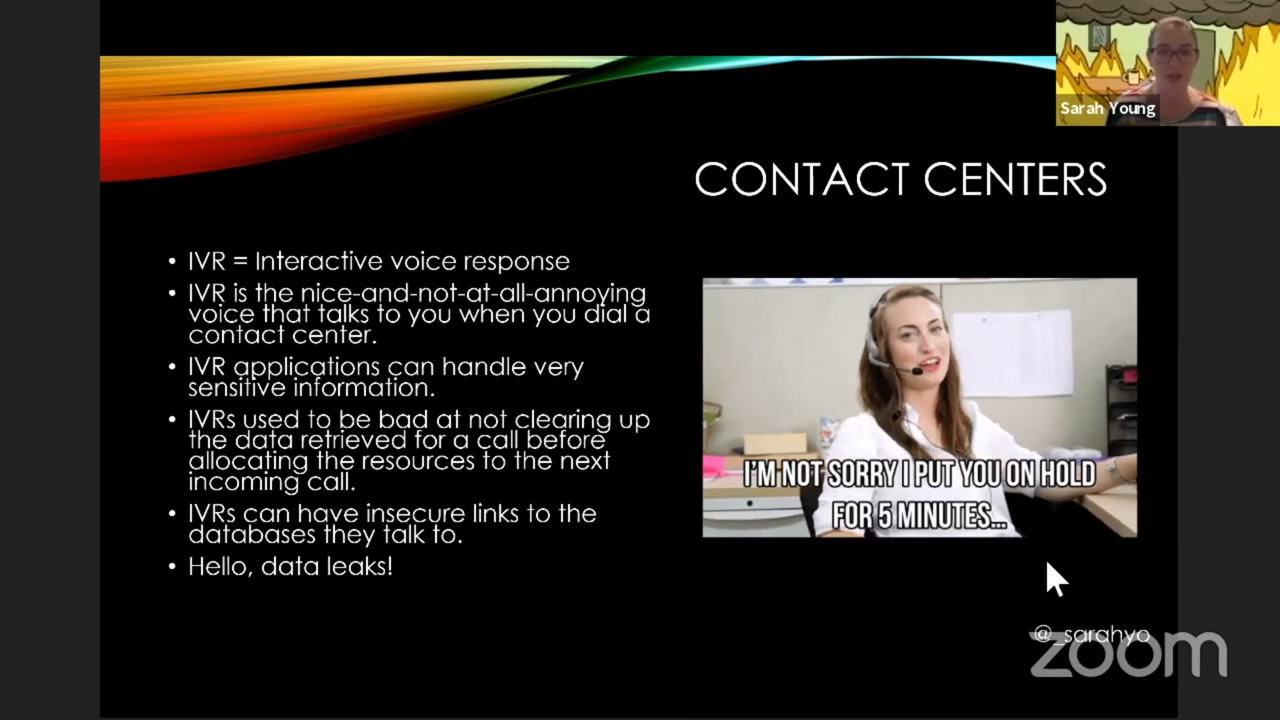 Sarah Young
CONTACT CENTERS
• IVR = Interactive voice response
• IVR is the nice-and-not-at-all-annoying
voice that talks to you when you dial a
contact center.
• IVR applications can handle very
sensitive information.
• IVRs used to be bad at not clearing up
the data retrieved for a call before
allocating the resources to the next
incoming call.
• IVRs can have insecure links to the
databases they talk to.
• Hello, data leaks!
I'M NOT SORRY I PUT YOU ON HOLD
FOR 5 MINUTES...
@_sarahyo
zoom